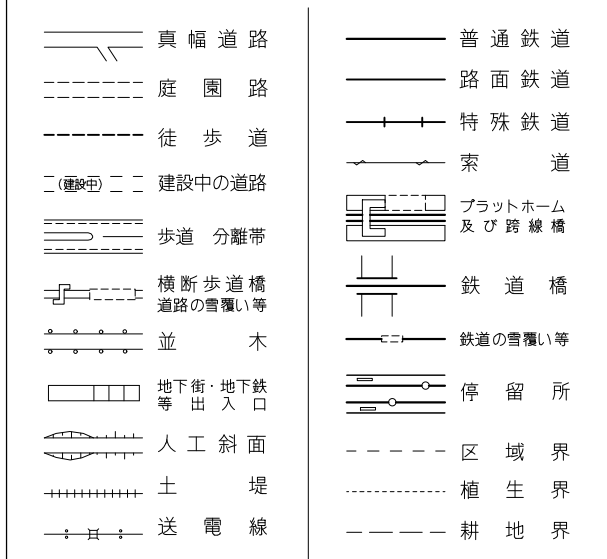 真幅道路
庭園路
徒歩道
(建設中)
建設中の道路
歩道 分離帯
横断歩道橋
道路の雪覆い等
並木
地下街・地下鉄
等出入口
人工斜面
土堤
送電線
普通鉄道
路面鉄道
特殊鉄道
索道
プラットホーム
及び跨線橋
鉄道橋
鉄道の雪覆い等
停留所
区域界
植生界
耕地界